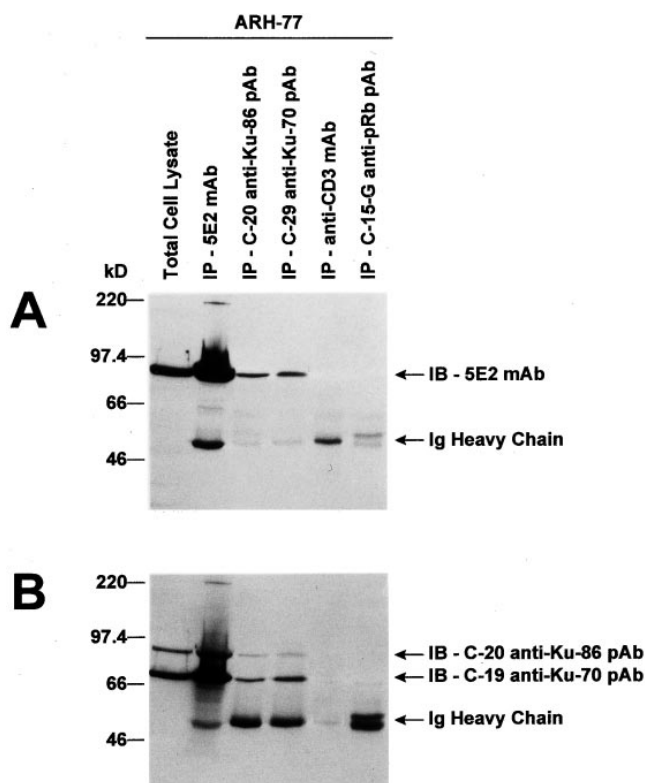 ARH-77
Total Cell Lysate
IP - 5E2 mAb
IP - C-20 anti-Ku-86 pAb
IP - C-29 anti-Ku-70 pAb
IP - anti-CD3 mAb
IP - C-15-G anti-pRb pAb
kD
A
220
97.4
66
46
IB - 5E2 mAb
Ig Heavy Chain
B
220
97.4
66
46
IB - C-20 anti-Ku-86 pAb
IB - C-19 anti-Ku-70 pAb
Ig Heavy Chain